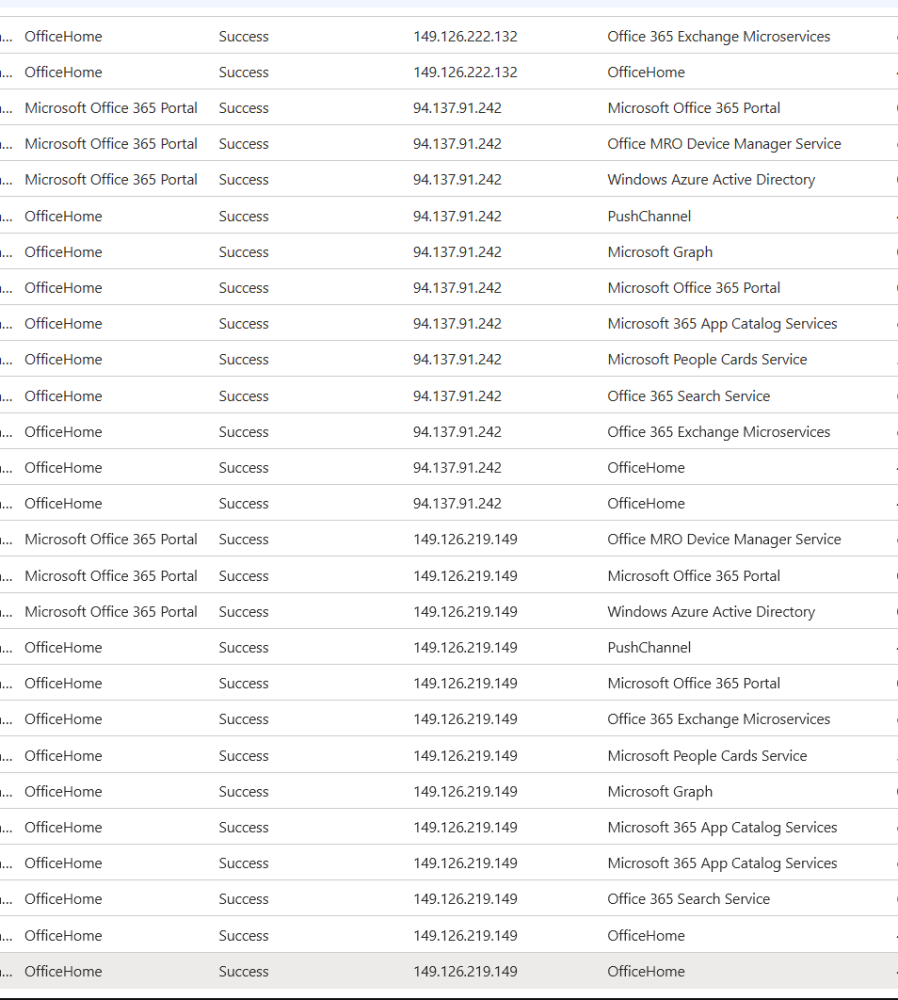 ... OfficeHome Success 149.126.222.132 Office 365 Exchange Microservices
... OfficeHome Success 149.126.222.132 OfficeHome
... Microsoft Office 365 Portal Success 94.137.91.242 Microsoft Office 365 Portal
... Microsoft Office 365 Portal Success 94.137.91.242 Office MRO Device Manager Service
... Microsoft Office 365 Portal Success 94.137.91.242 Windows Azure Active Directory
... OfficeHome Success 94.137.91.242 PushChannel
... OfficeHome Success 94.137.91.242 Microsoft Graph
... OfficeHome Success 94.137.91.242 Microsoft Office 365 Portal
... OfficeHome Success 94.137.91.242 Microsoft 365 App Catalog Services
... OfficeHome Success 94.137.91.242 Microsoft People Cards Service
... OfficeHome Success 94.137.91.242 Office 365 Search Service
... OfficeHome Success 94.137.91.242 Office 365 Exchange Microservices
... OfficeHome Success 94.137.91.242 OfficeHome
... OfficeHome Success 94.137.91.242 OfficeHome
... Microsoft Office 365 Portal Success 149.126.219.149 Office MRO Device Manager Service
... Microsoft Office 365 Portal Success 149.126.219.149 Microsoft Office 365 Portal
... Microsoft Office 365 Portal Success 149.126.219.149 Windows Azure Active Directory
... OfficeHome Success 149.126.219.149 PushChannel
... OfficeHome Success 149.126.219.149 Microsoft Office 365 Portal
... OfficeHome Success 149.126.219.149 Office 365 Exchange Microservices
... OfficeHome Success 149.126.219.149 Microsoft People Cards Service
... OfficeHome Success 149.126.219.149 Microsoft Graph
... OfficeHome Success 149.126.219.149 Microsoft 365 App Catalog Services
... OfficeHome Success 149.126.219.149 Microsoft 365 App Catalog Services
... OfficeHome Success 149.126.219.149 Office 365 Search Service
... OfficeHome Success 149.126.219.149 OfficeHome
... OfficeHome Success 149.126.219.149 OfficeHome